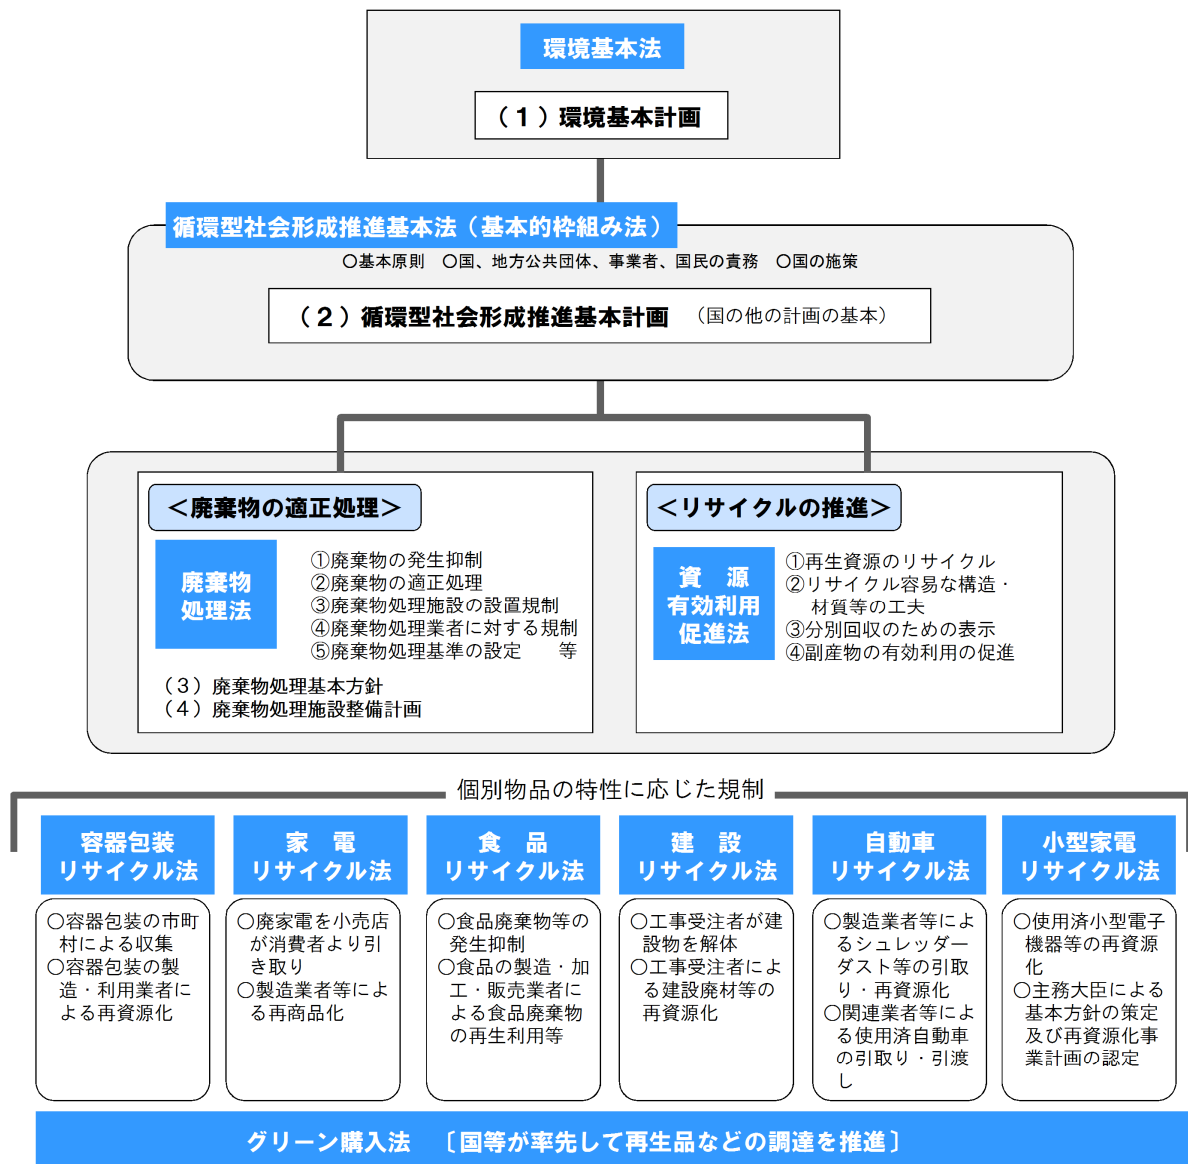 環境基本法
（１）環境基本計画
循環型社会形成推進基本法（基本的枠組み法）
〇基本原則　〇国、地方公共団体、事業者、国民の責務　〇国の施策
（２）循環型社会形成推進基本計画　（国の他の計画の基本）
＜廃棄物の適正処理＞
廃棄物
処理法
①廃棄物の発生抑制
②廃棄物の適正処理
③廃棄物処理施設の設置規制
④廃棄物処理業者に対する規制
⑤廃棄物処理基準の設定　　等
（３）廃棄物処理基本方針
（４）廃棄物処理施設整備計画
＜リサイクルの推進＞
資　源
有効利用
促進法
①再生資源のリサイクル
②リサイクル容易な構造・
材質等の工夫
③分別回収のための表示
④副産物の有効利用の促進
個別物品の特性に応じた規制
容器包装
リサイクル法
〇容器包装の市町
村による収集
〇容器包装の製
造・利用業者に
よる再資源化
家　電
リサイクル法
〇廃家電を小売店
が消費者より引
き取り
〇製造業者等によ
る再商品化
食　品
リサイクル法
〇食品廃棄物等の
発生抑制
〇食品の製造・加
工・販売業者に
よる食品廃棄物
の再生利用等
建　設
リサイクル法
〇工事受注者が建
設物を解体
〇工事受注者によ
る建設廃材等の
再資源化
自動車
リサイクル法
〇製造業者等によ
るシュレッダー
ダスト等の引取
り・再資源化
〇関連業者等によ
る使用済自動車
の引取り・引渡
し
小型家電
リサイクル法
〇使用済小型電子
機器等の再資源
化
〇主務大臣による
基本方針の策定
及び再資源化事
業計画の認定
グリーン購入法　〔国等が率先して再生品などの調達を推進〕